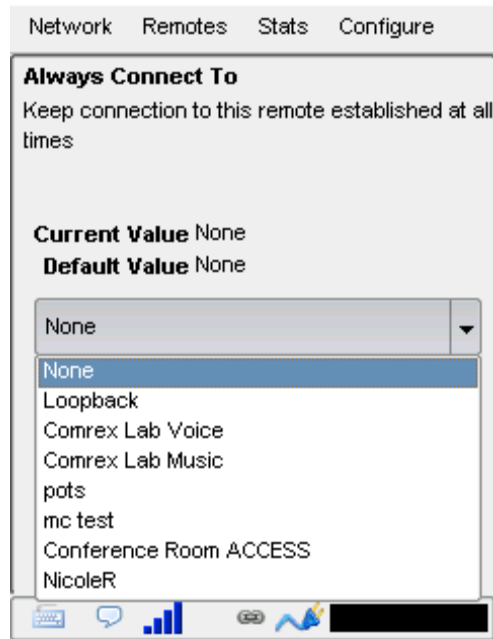 Network Remotes Stats Configure
Always Connect To
Keep connection to this remote established at all
times
Current Value None
Default Value None
None
None
Loopback
Comrex Lab Voice
Comrex Lab Music
pots
mc test
Conference Room ACCESS
NicoleR